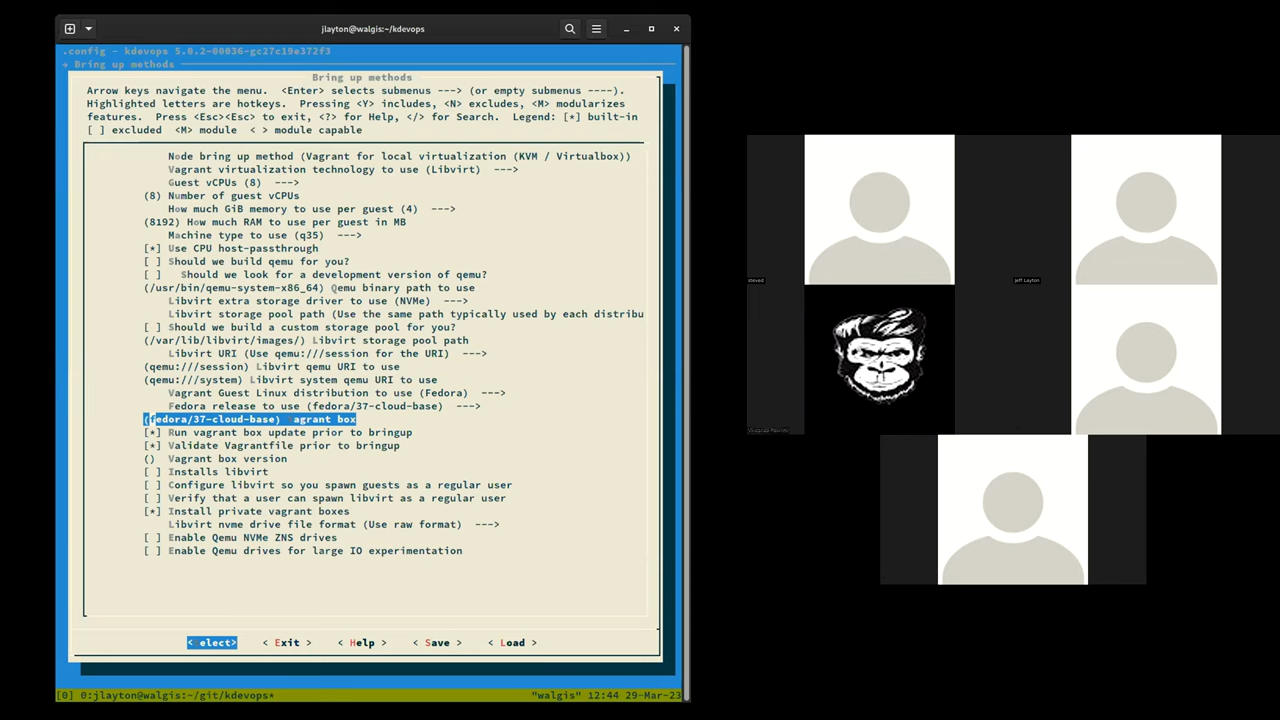 jlayton@walgis:~/kdevops
.config - kdevops 5.0.2-00036-gc27c19e372f3
→ Bring up methods
Bring up methods
Arrow keys navigate the menu.  <Enter> selects submenus ---> (or empty submenus ----).
Highlighted letters are hotkeys.  Pressing <Y> includes, <N> excludes, <M> modularizes
features.  Press <Esc><Esc> to exit, <?> for Help, </> for Search.  Legend: [*] built-in
[ ] excluded  <M> module  < > module capable
Node bring up method (Vagrant for local virtualization (KVM / Virtualbox))
Vagrant virtualization technology to use (Libvirt)  --->
Guest vCPUs (8)  --->
(8) Number of guest vCPUs
How much GiB memory to use per guest (4)  --->
(8192) How much RAM to use per guest in MB
Machine type to use (q35)  --->
[*] Use CPU host-passthrough
[ ] Should we build qemu for you?
[ ]   Should we look for a development version of qemu?
(/usr/bin/qemu-system-x86_64) Qemu binary path to use
Libvirt extra storage driver to use (NVMe)  --->
Libvirt storage pool path (Use the same path typically used by each distribu
[ ] Should we build a custom storage pool for you?
(/var/lib/libvirt/images/) Libvirt storage pool path
Libvirt URI (Use qemu:///session for the URI)  --->
(qemu:///session) Libvirt qemu URI to use
(qemu:///system) Libvirt system qemu URI to use
Vagrant Guest Linux distribution to use (Fedora)  --->
Fedora release to use (fedora/37-cloud-base)  --->
(fedora/37-cloud-base) Vagrant box
[*] Run vagrant box update prior to bringup
[*] Validate Vagrantfile prior to bringup
() Vagrant box version
[ ] Installs libvirt
[ ] Configure libvirt so you spawn guests as a regular user
[ ] Verify that a user can spawn libvirt as a regular user
[*] Install private vagrant boxes
Libvirt nvme drive file format (Use raw format)  --->
[ ] Enable Qemu NVMe ZNS drives
[ ] Enable Qemu drives for large IO experimentation
< elect>    < Exit >    < Help >    < Save >    < Load >
[0] 0:jlayton@walgis:~/git/kdevops*    "walgis" 12:44 29-Mar-23
steved
Jeff Layton